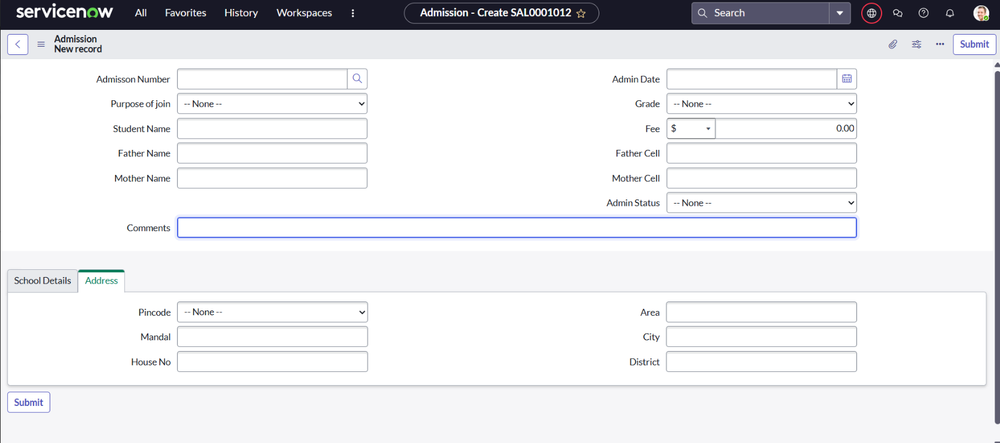 servicenow All Favorites History Workspaces Admission - Create SAL0001012 Search
Admission
New record
Submit
Admisson Number
Admin Date
Purpose of join -- None --
Grade -- None --
Student Name
Fee $ 0.00
Father Name
Father Cell
Mother Name
Mother Cell
Admin Status -- None --
Comments
School Details Address
Pincode -- None --
Area
Mandal
City
House No
District
Submit